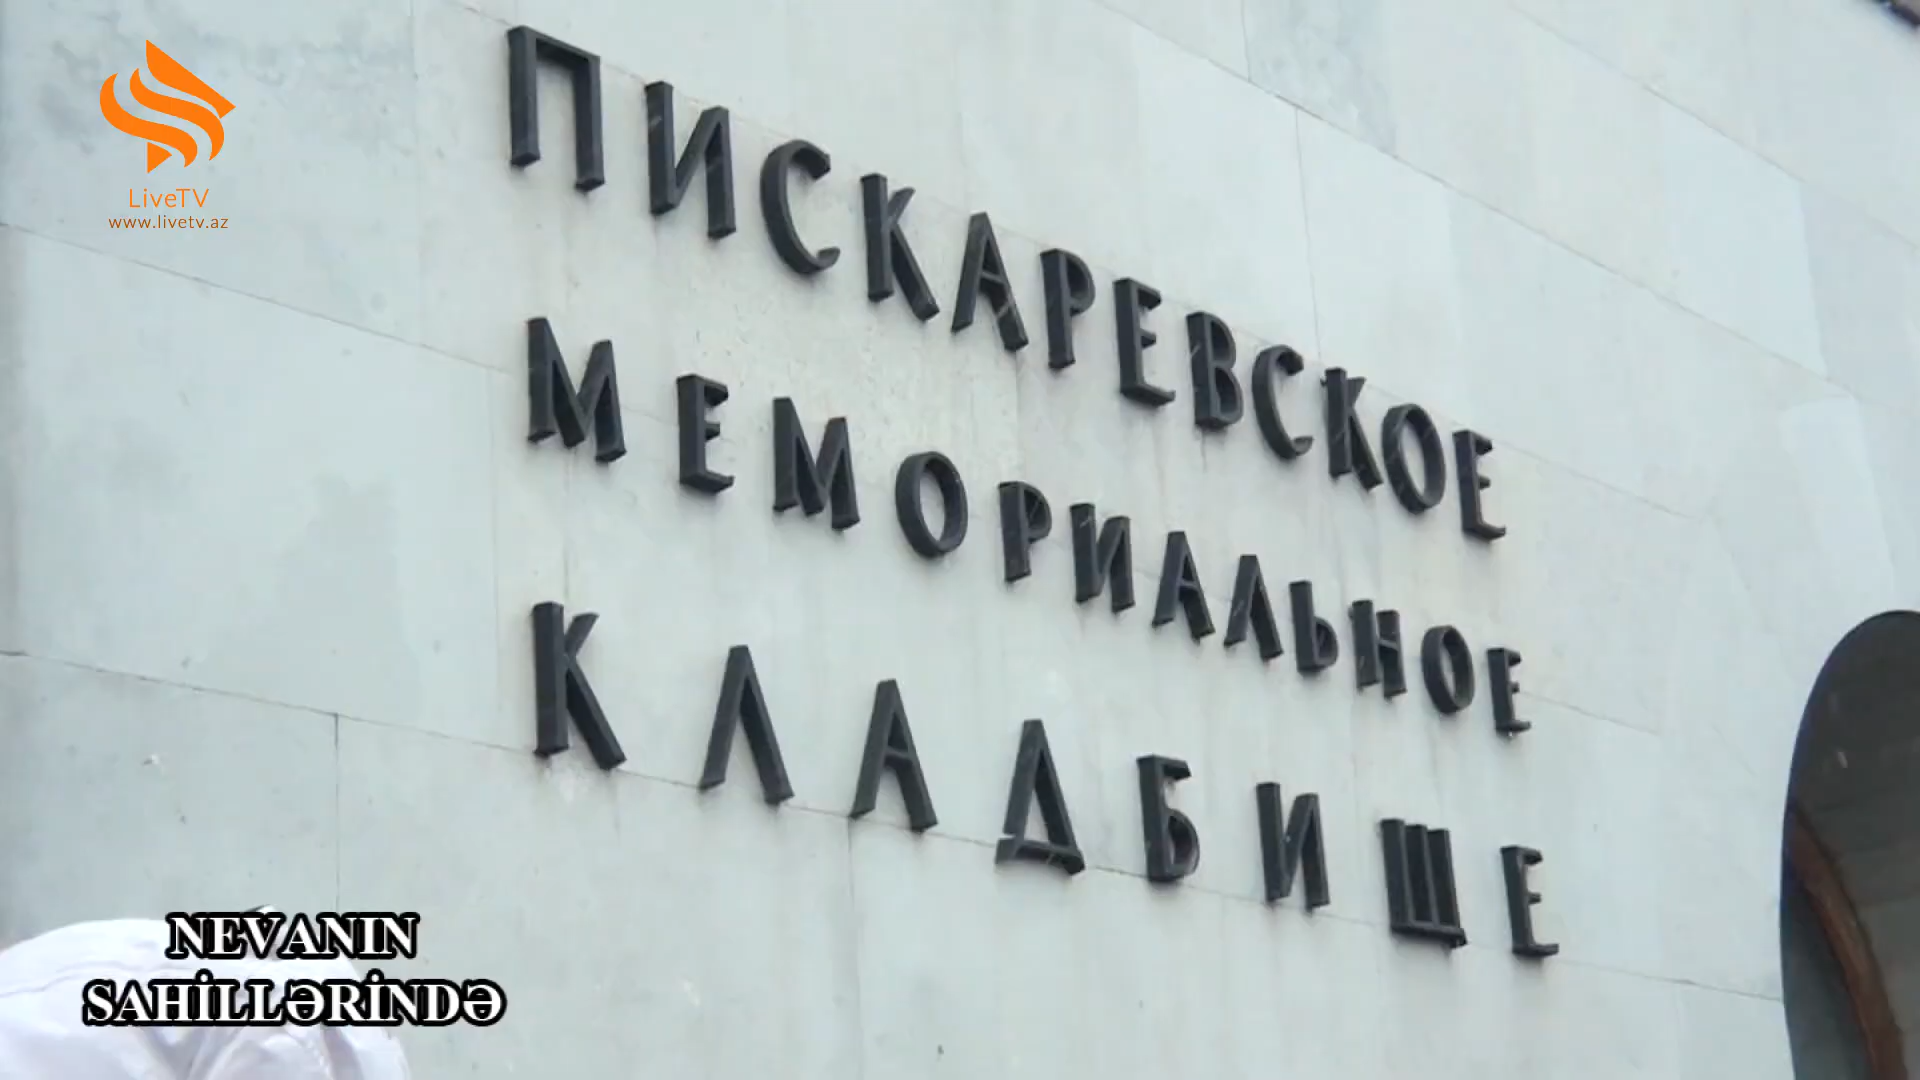 LiveTV
www.livetv.az
ПИСКАРЕВСКОЕ
МЕМОРИАЛЬНОЕ
КЛАДБИЩЕ
NEVANIN
SAHİLLƏRİNDƏ